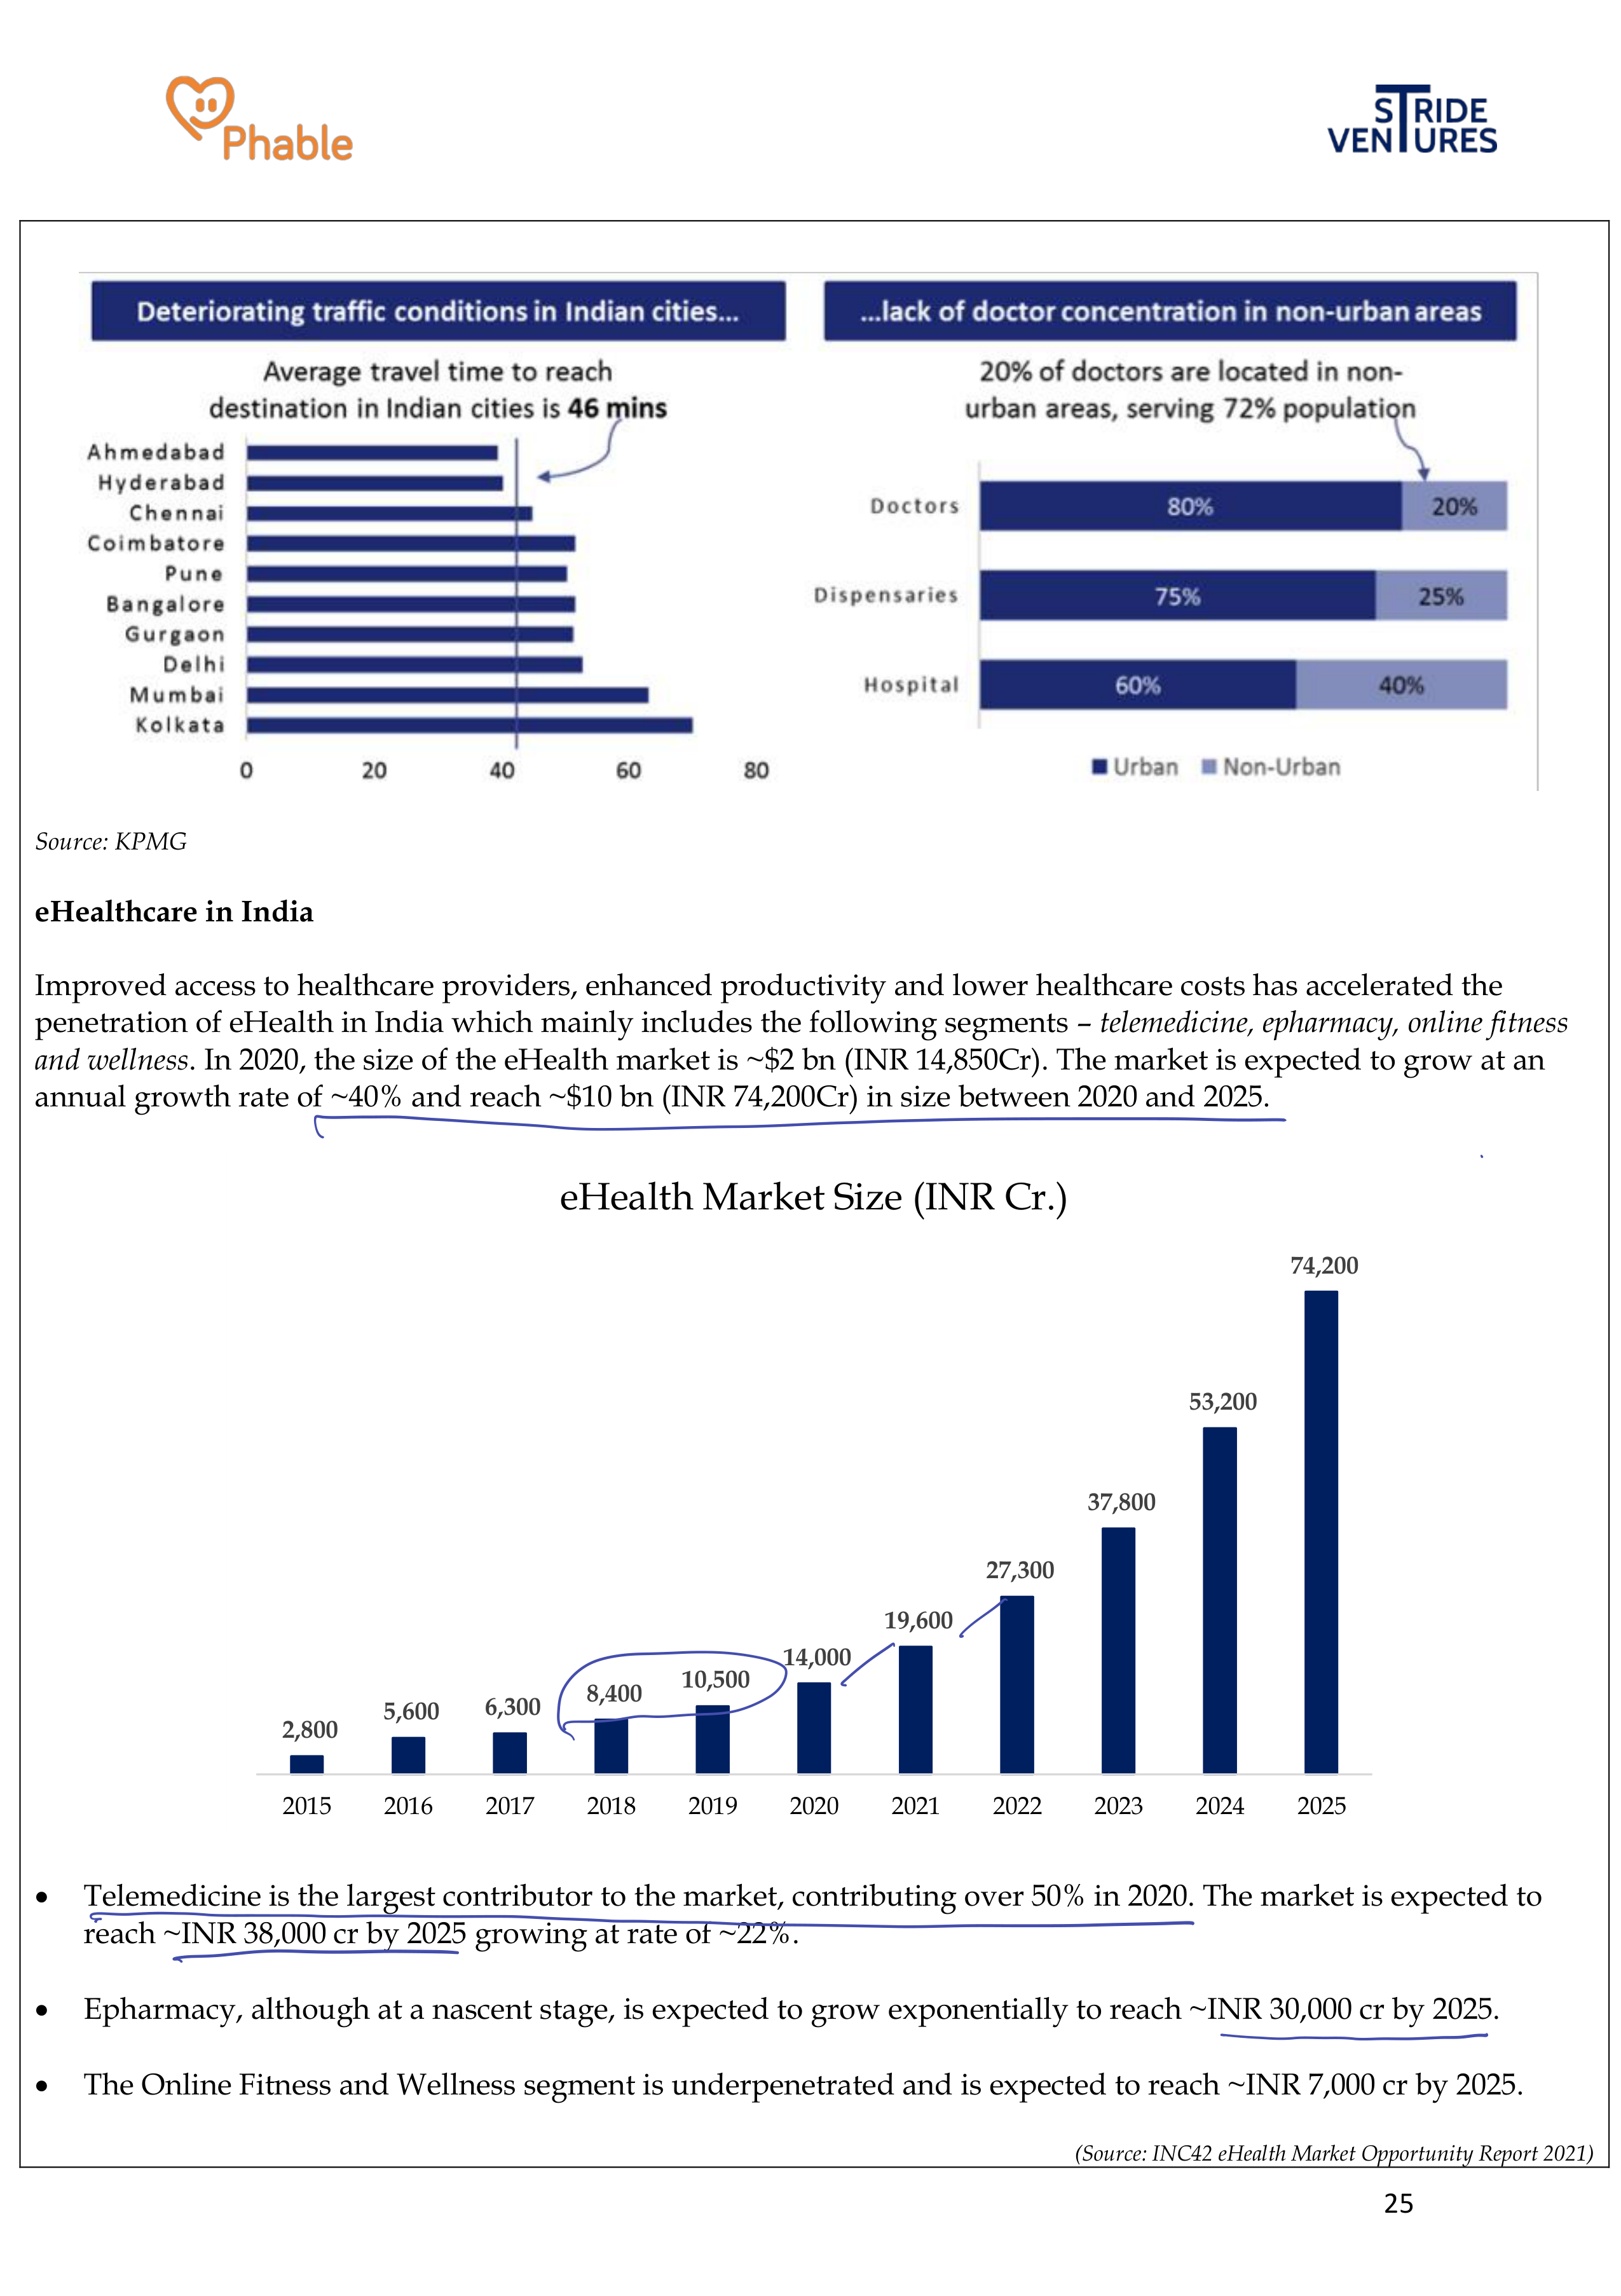 Phable
STRIDE
VENTURES
Deteriorating traffic conditions in Indian cities...
Average travel time to reach
destination in Indian cities is 46 mins
Ahmedabad
Hyderabad
Chennai
Coimbatore
Pune
Bangalore
Gurgaon
Delhi
Mumbai
Kolkata
0 20 40 60 80
...lack of doctor concentration in non-urban areas
20% of doctors are located in non-
urban areas, serving 72% population
Doctors 80% 20%
Dispensaries 75% 25%
Hospital 60% 40%
Urban Non-Urban
Source: KPMG
eHealthcare in India
Improved access to healthcare providers, enhanced productivity and lower healthcare costs has accelerated the
penetration of eHealth in India which mainly includes the following segments – telemedicine, epharmacy, online fitness
and wellness. In 2020, the size of the eHealth market is ~$2 bn (INR 14,850Cr). The market is expected to grow at an
annual growth rate of ~40% and reach ~$10 bn (INR 74,200Cr) in size between 2020 and 2025.
eHealth Market Size (INR Cr.)
2,800 5,600 6,300 8,400 10,500 14,000 19,600 27,300 37,800 53,200 74,200
2015 2016 2017 2018 2019 2020 2021 2022 2023 2024 2025
• Telemedicine is the largest contributor to the market, contributing over 50% in 2020. The market is expected to
reach ~INR 38,000 cr by 2025 growing at rate of ~22%.
• Epharmacy, although at a nascent stage, is expected to grow exponentially to reach ~INR 30,000 cr by 2025.
• The Online Fitness and Wellness segment is underpenetrated and is expected to reach ~INR 7,000 cr by 2025.
(Source: INC42 eHealth Market Opportunity Report 2021)
25